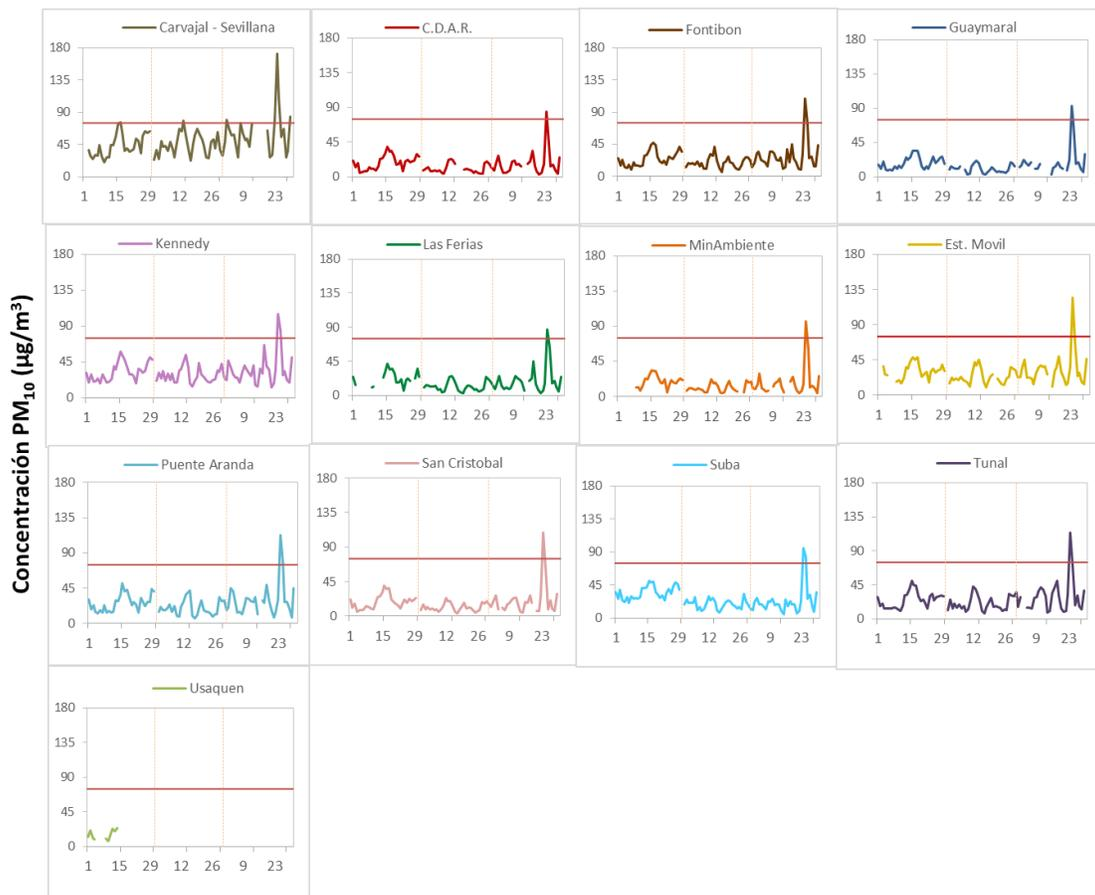 Concentración PM10 (µg/m³)
Carvajal - Sevillana
180
135
90
45
0
1 15 29 12 26 9 23
C.D.A.R.
180
135
90
45
0
1 15 29 12 26 9 23
Fontibon
180
135
90
45
0
1 15 29 12 26 9 23
Guaymaral
180
135
90
45
0
1 15 29 12 26 9 23
Kennedy
180
135
90
45
0
1 15 29 12 26 9 23
Las Ferias
180
135
90
45
0
1 15 29 12 26 9 23
MinAmbiente
180
135
90
45
0
1 15 29 12 26 9 23
Est. Movil
180
135
90
45
0
1 15 29 12 26 9 23
Puente Aranda
180
135
90
45
0
1 15 29 12 26 9 23
San Cristobal
180
135
90
45
0
1 15 29 12 26 9 23
Suba
180
135
90
45
0
1 15 29 12 26 9 23
Tunal
180
135
90
45
0
1 15 29 12 26 9 23
Usaquen
180
135
90
45
0
1 15 29 12 26 9 23